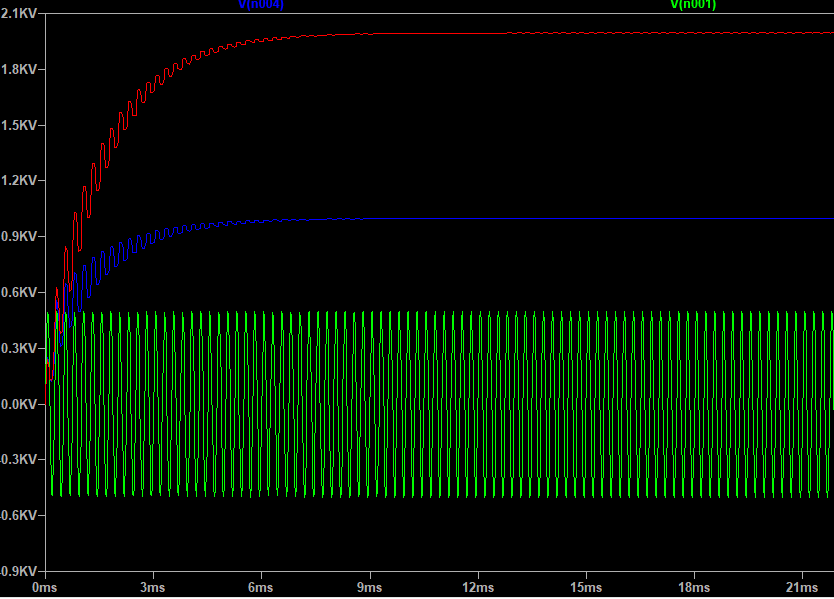 V(n004) V(n001)
2.1KV
1.8KV
1.5KV
1.2KV
0.9KV
0.6KV
0.3KV
0.0KV
-0.3KV
-0.6KV
-0.9KV
0ms 3ms 6ms 9ms 12ms 15ms 18ms 21ms